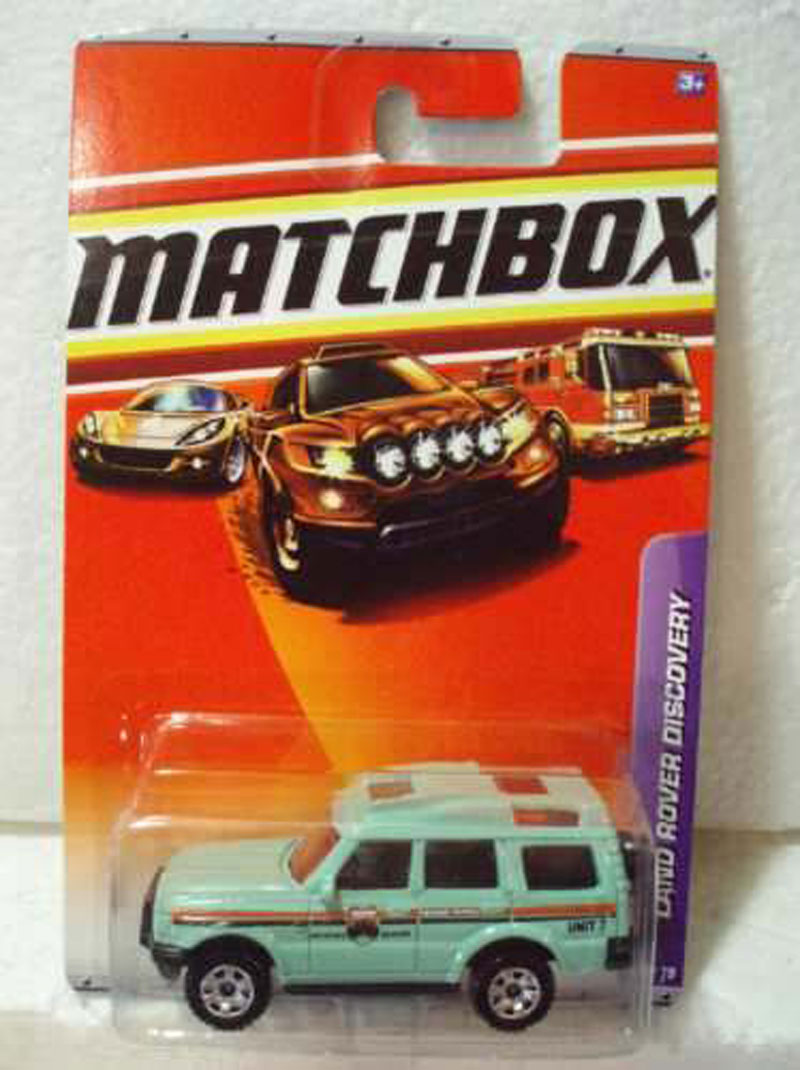 3+
MATCHBOX
LAND ROVER DISCOVERY
UNIT 7